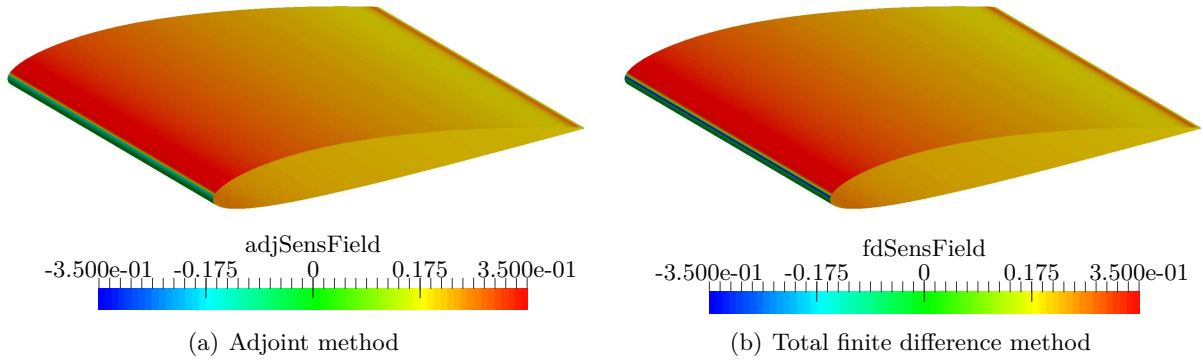 adjSensField
-3.500e-01 -0.175 0 0.175 3.500e-01
(a) Adjoint method
fdSensField
-3.500e-01 -0.175 0 0.175 3.500e-01
(b) Total finite difference method